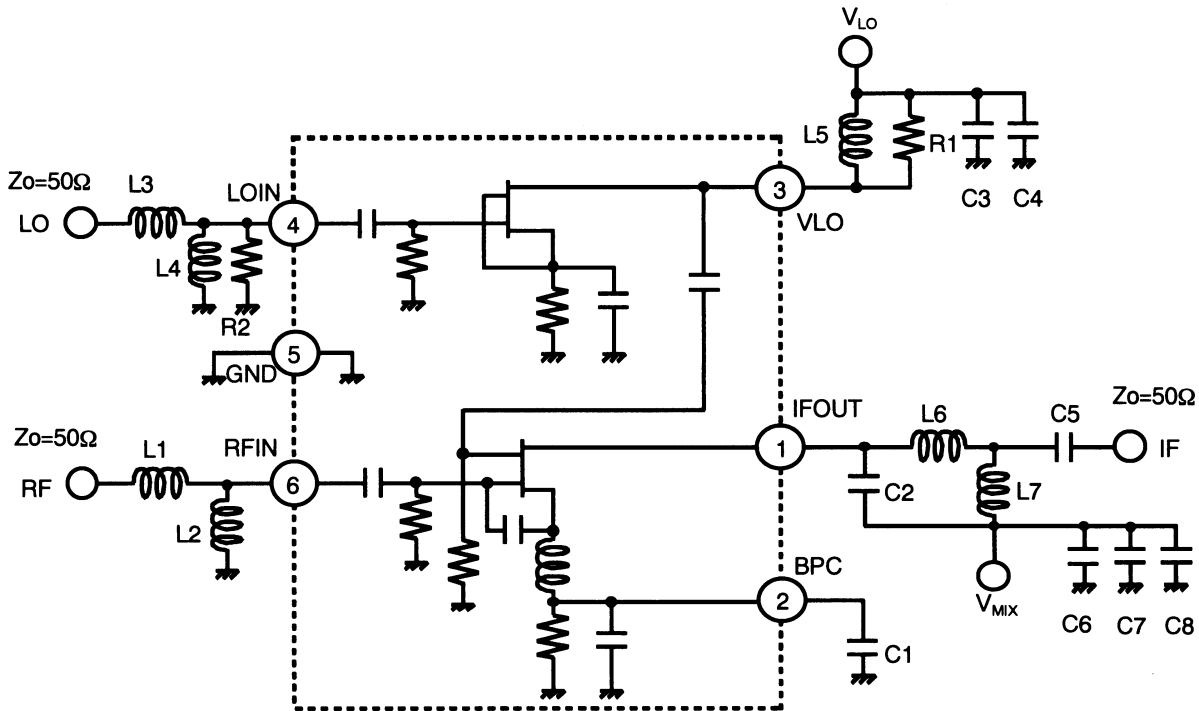 V_LO
L5
R1
C3
C4
Zo=50Ω
L3
LOIN
LO
4
3
VLO
L4
R2
5
GND
IFOUT
Zo=50Ω
L6
C5
1
IF
Zo=50Ω
L1
RFIN
RF
6
C2
L7
L2
BPC
2
V_MIX
C6
C7
C8
C1